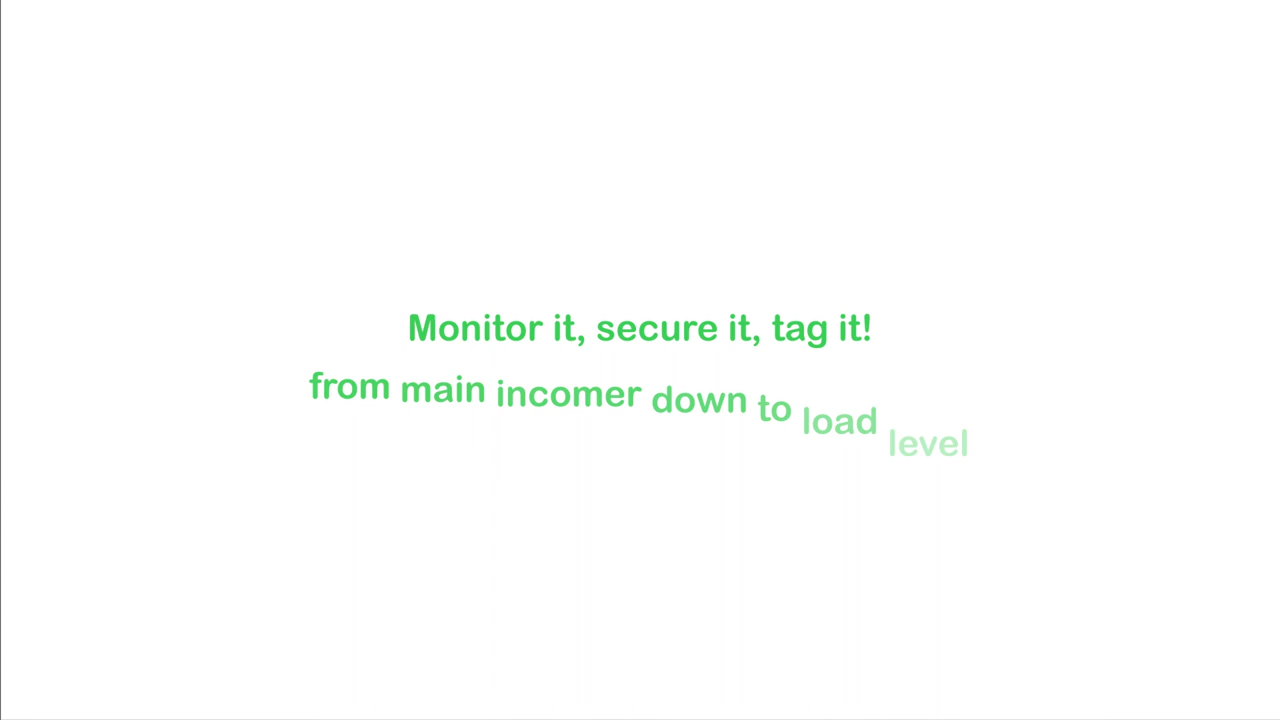 Monitor it, secure it, tag it!
from main incomer down to load level